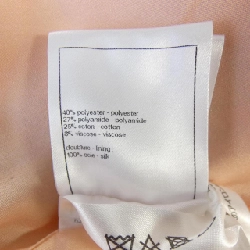 40% polyester - polyester
27% polyamide - polyamide
25% coton - cotton
8% viscose - viscose
doublure - lining
100% soie - silk